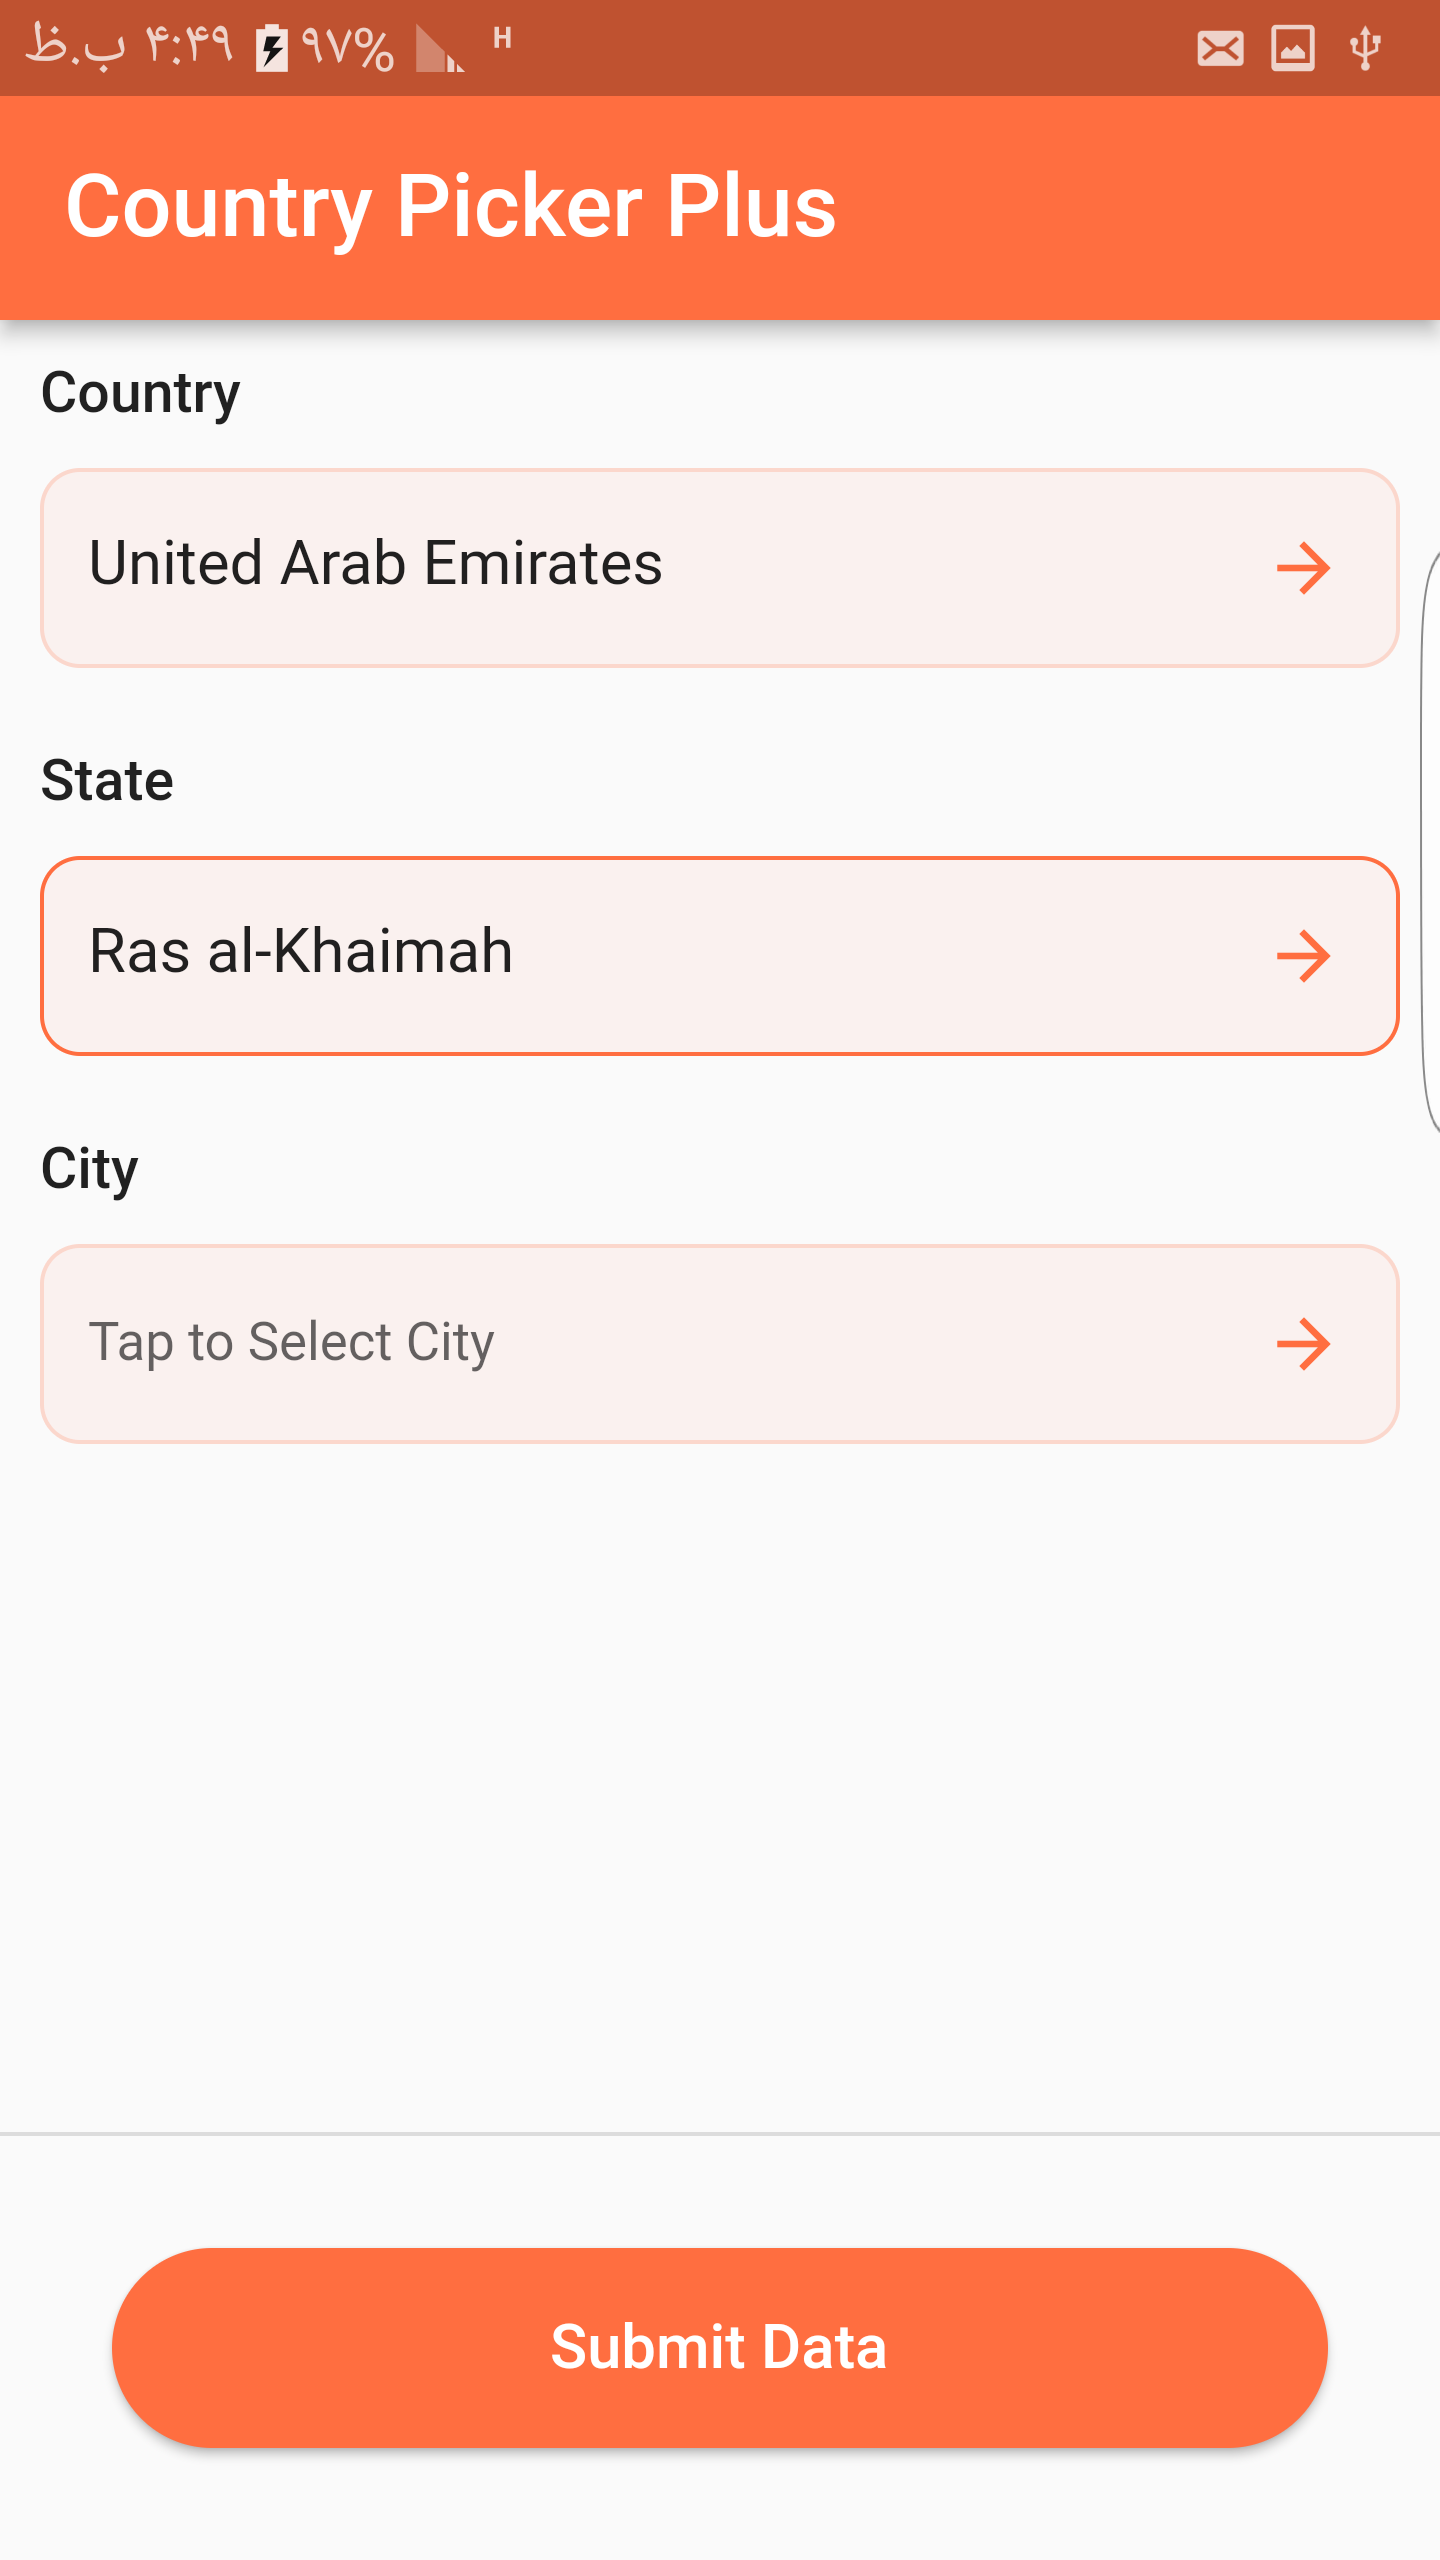 ۴:۴۹ ب.ظ ۹۷% H
Country Picker Plus
Country
United Arab Emirates
State
Ras al-Khaimah
City
Tap to Select City
Submit Data